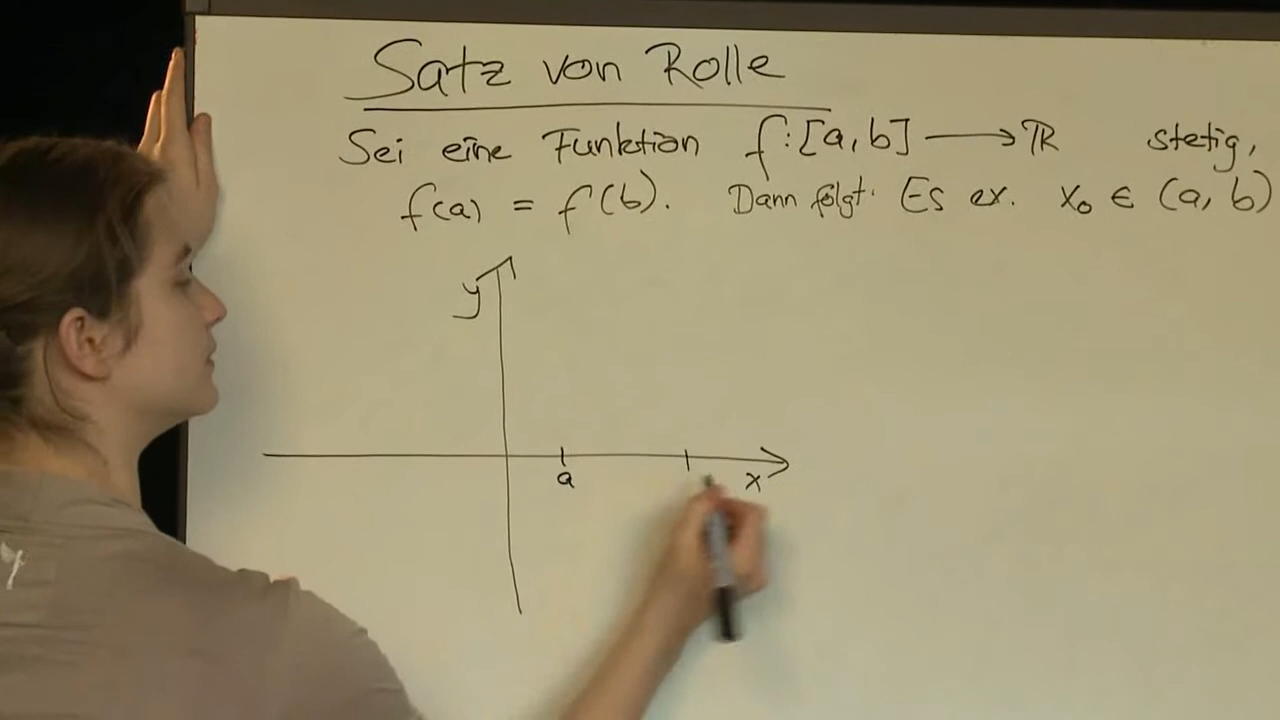 Satz von Rolle
Sei eine Funktion f:[a,b] → ℝ stetig,
f(a) = f(b). Dann folgt: Es ex. x₀ ∈ (a, b)
y
a
x